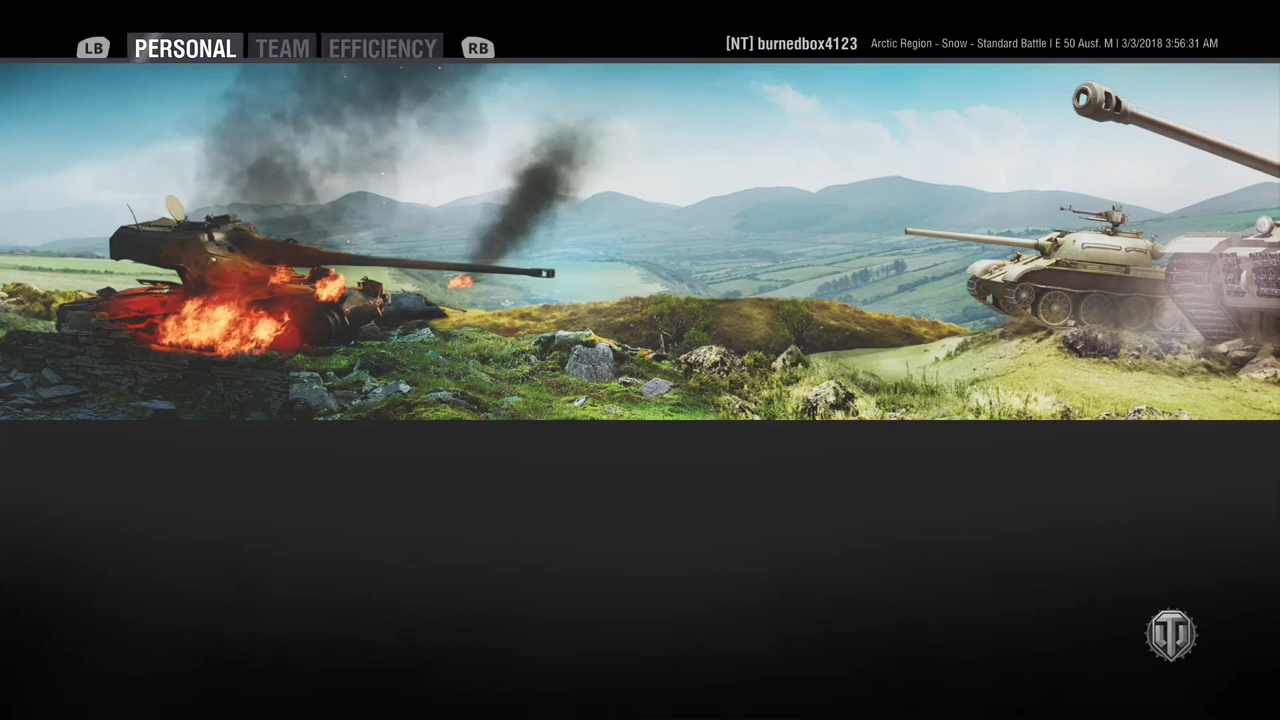 LB PERSONAL TEAM EFFICIENCY RB
[NT] burnedbox4123 Arctic Region - Snow - Standard Battle | E 50 Ausf. M | 3/3/2018 3:56:31 AM